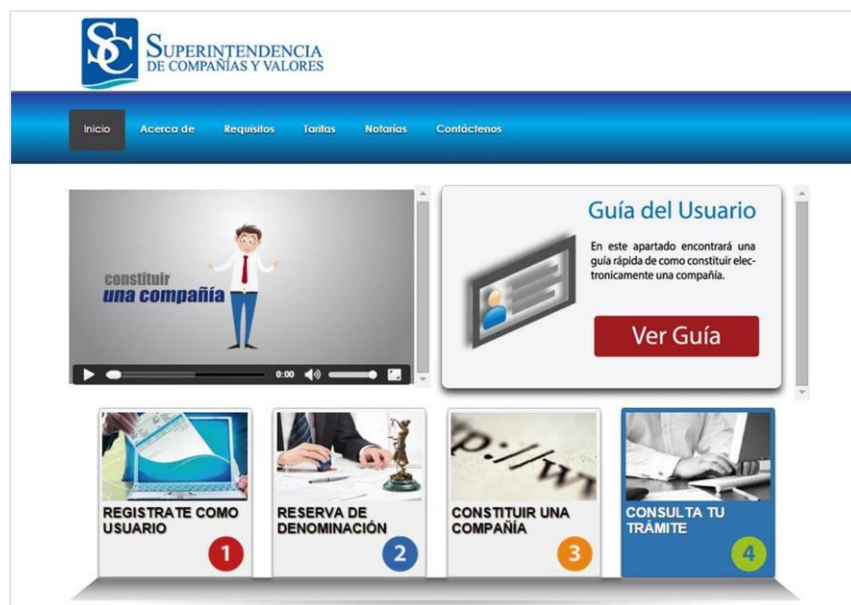 SC SUPERINTENDENCIA
DE COMPAÑÍAS Y VALORES
Inicio Acerca de Requisitos Tarifas Notarías Contáctenos
constituir
una compañía
0:00
Guía del Usuario
En este apartado encontrará una
guía rápida de como constituir elec-
tronicamente una compañía.
Ver Guía
REGISTRATE COMO
USUARIO
1
RESERVA DE
DENOMINACIÓN
2
p://w
CONSTITUIR UNA
COMPAÑÍA
3
CONSULTA TU
TRÁMITE
4